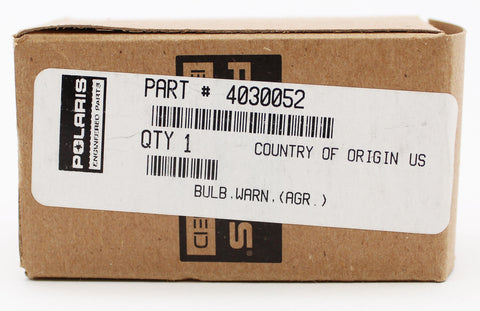 POLARIS
ENGINEERED PARTS
PART # 4030052
QTY 1
COUNTRY OF ORIGIN US
BULB.WARN.(AGR.)